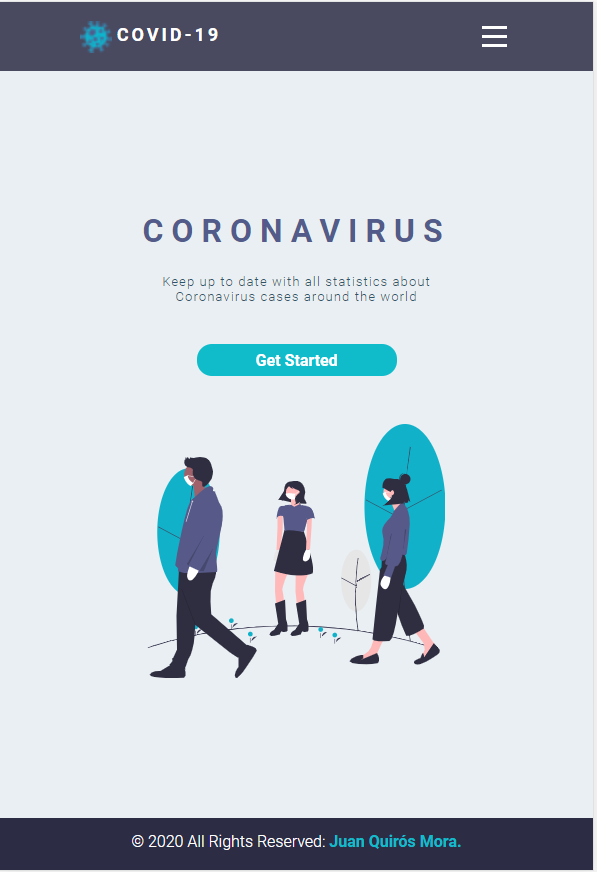 COVID-19
CORONAVIRUS
Keep up to date with all statistics about
Coronavirus cases around the world
Get Started
© 2020 All Rights Reserved: Juan Quirós Mora.